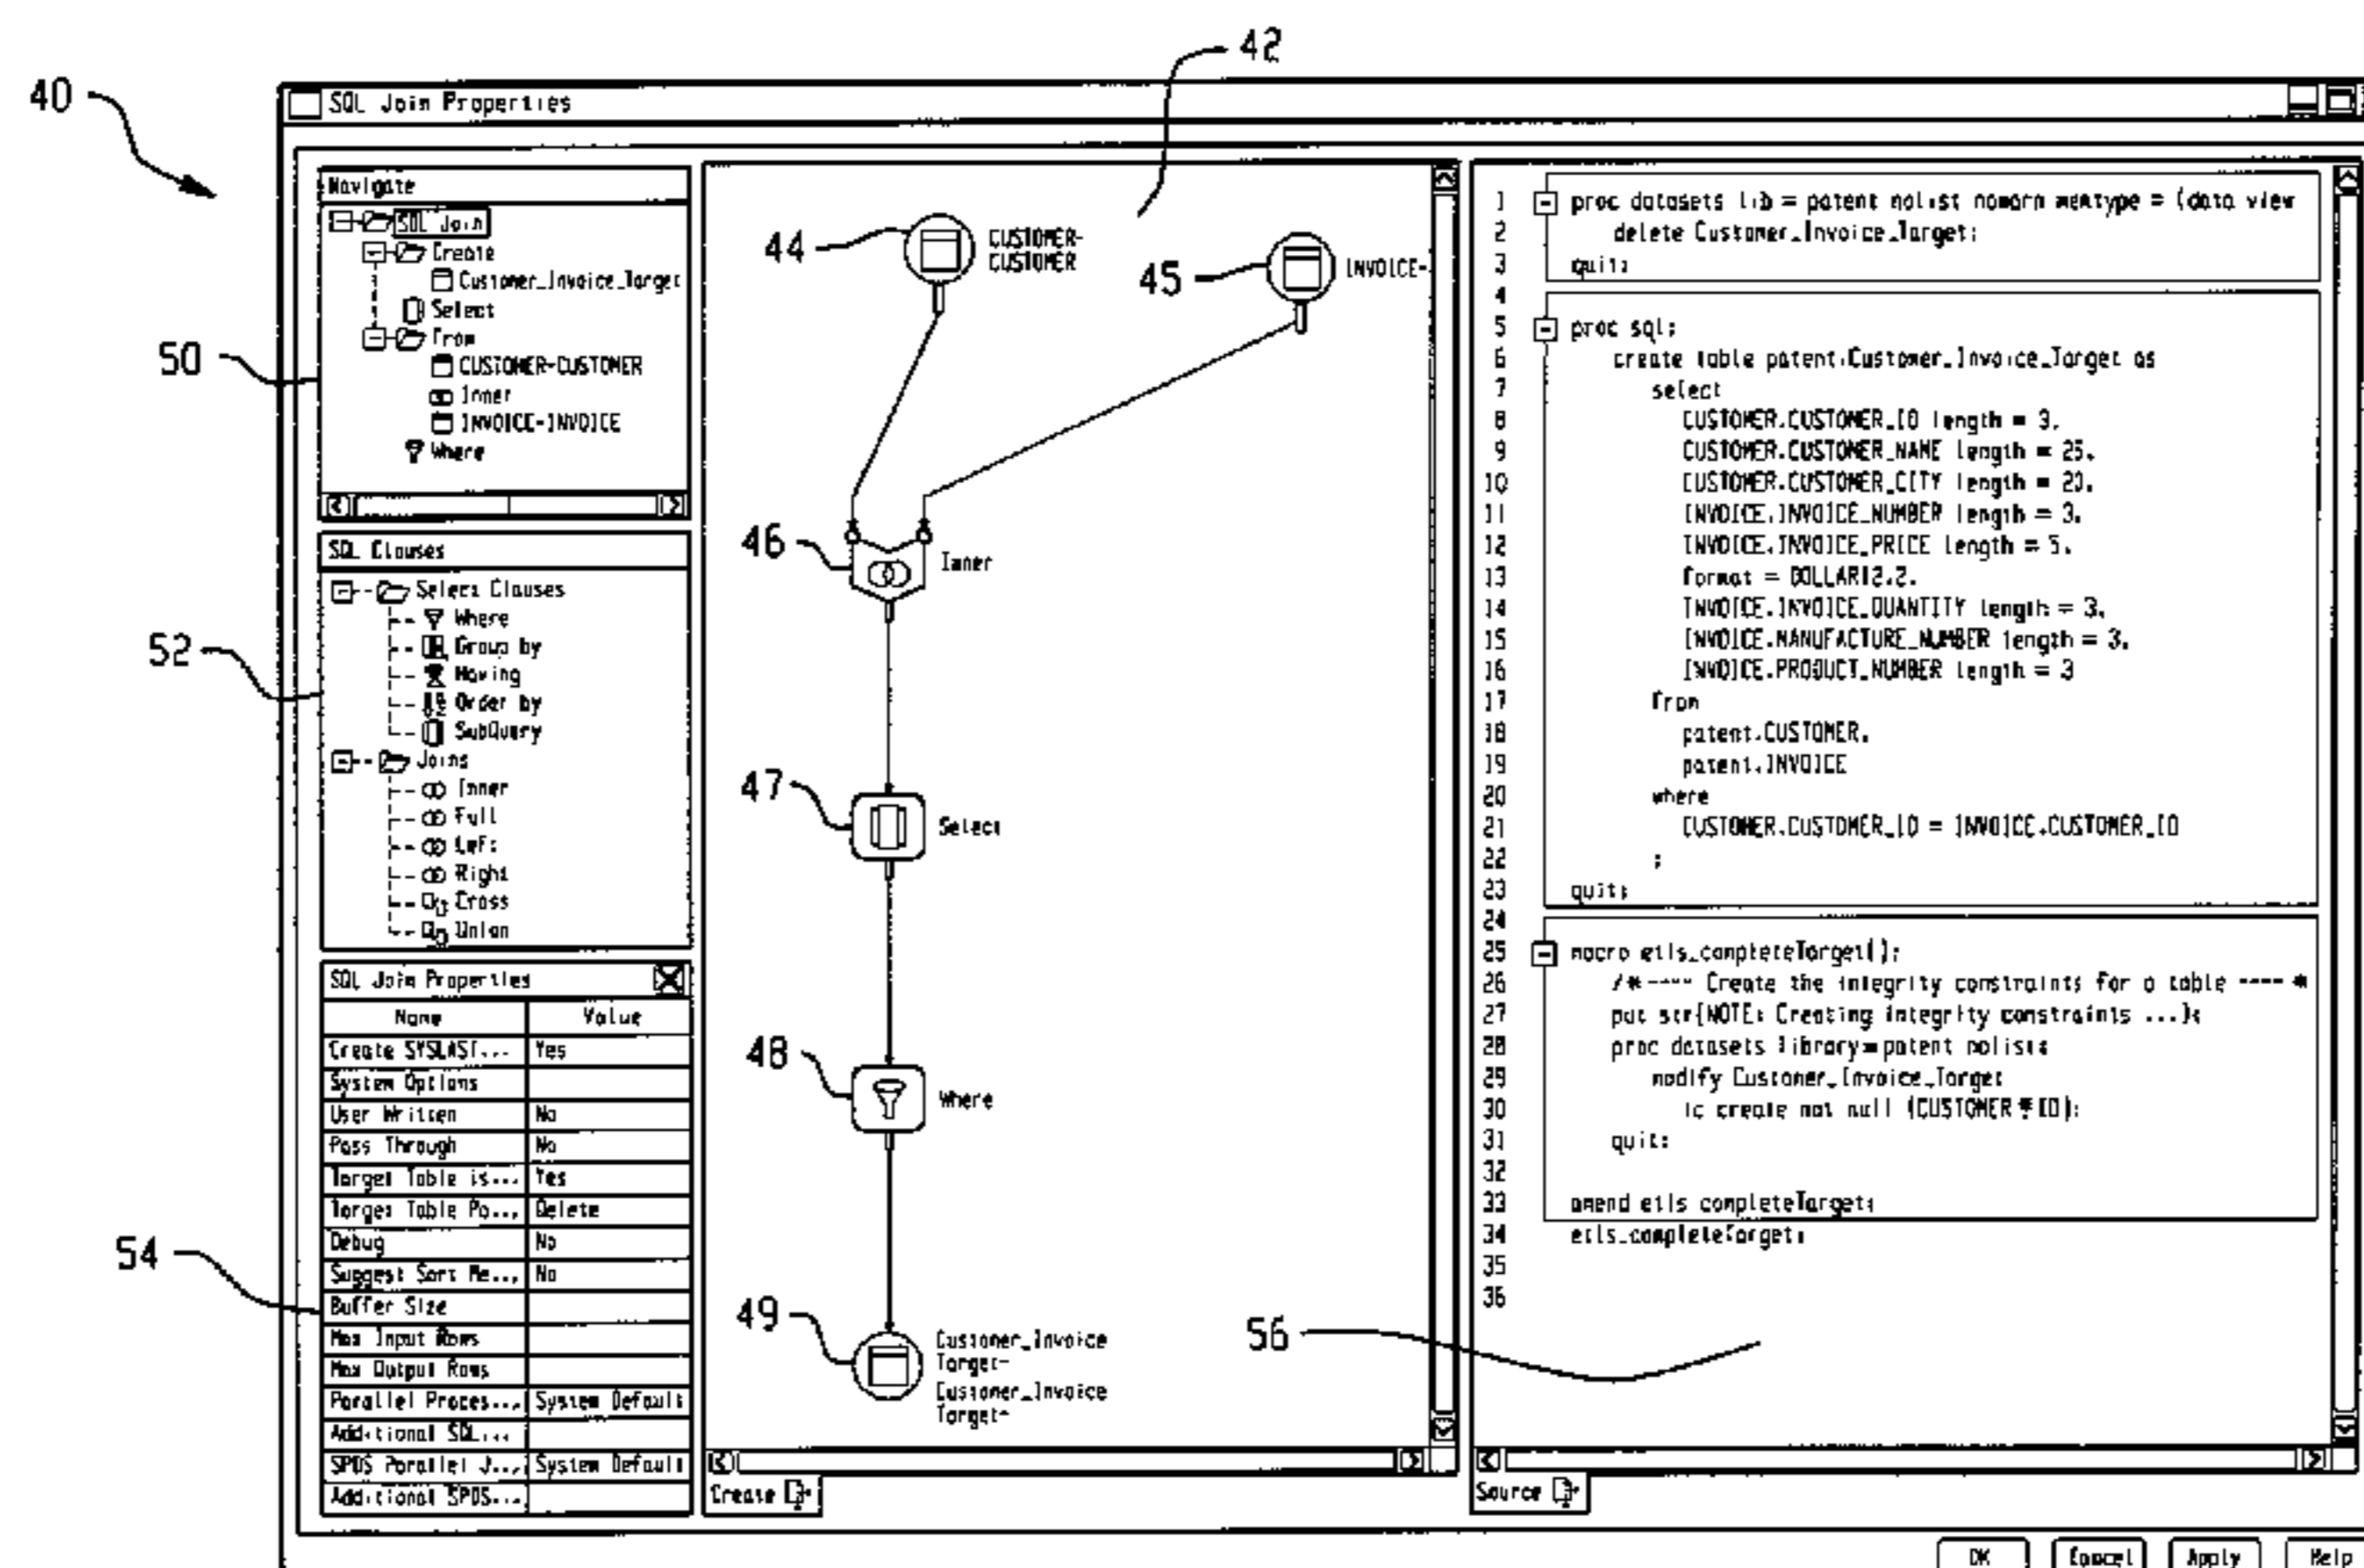 42
40
SQL Join Properties
Navigate
SQL Join
Create
Customer_Invoice_Target
Select
From
CUSTOMER-CUSTOMER
Inner
INVOICE-INVOICE
Where
50
SQL Clauses
Select Clauses
Where
Group by
Having
Order by
SubQuery
Joins
Inner
Full
Left
Right
Cross
Union
52
SQL Join Properties
Name Value
Create SYSLAST... Yes
System Options
User Written No
Pass Through No
Target Table is... Yes
Target Table Po... Delete
Debug No
Suggest Sort Me... No
Buffer Size
Max Input Rows
Max Output Rows
Parallel Proces... System Default
Additional SQL...
SPDS Parallel J... System Default
Additional SPDS...
54
44
CUSTOMER-
CUSTOMER
45
INVOICE-
46
Inner
47
Select
48
Where
49
Customer_Invoice
Target-
Customer_Invoice
Target-
Create
1 proc datasets lib = patent nolist nowarn memtype = (data view
2 delete Customer_Invoice_Target;
3 quit;
4
5 proc sql;
6 create table patent.Customer_Invoice_Target as
7 select
8 CUSTOMER.CUSTOMER_ID length = 3,
9 CUSTOMER.CUSTOMER_NAME length = 25,
10 CUSTOMER.CUSTOMER_CITY length = 20,
11 INVOICE.INVOICE_NUMBER length = 3,
12 INVOICE.INVOICE_PRICE length = 5,
13 format = DOLLAR12.2,
14 INVOICE.INVOICE_QUANTITY length = 3,
15 INVOICE.MANUFACTURE_NUMBER length = 3,
16 INVOICE.PRODUCT_NUMBER length = 3
17 from
18 patent.CUSTOMER,
19 patent.INVOICE
20 where
21 CUSTOMER.CUSTOMER_ID = INVOICE.CUSTOMER_ID
22 ;
23 quit;
24
25 macro etls_completeTarget();
26 /*---- Create the integrity constraints for a table ---- *
27 put str(NOTE: Creating integrity constraints ...);
28 proc datasets library=patent nolist;
29 modify Customer_Invoice_Target
30 ic create not null (CUSTOMER ID);
31 quit;
32
33 amend etls completeTarget;
34 etls_completeTarget;
35
36
56
Source
OK Cancel Apply Help